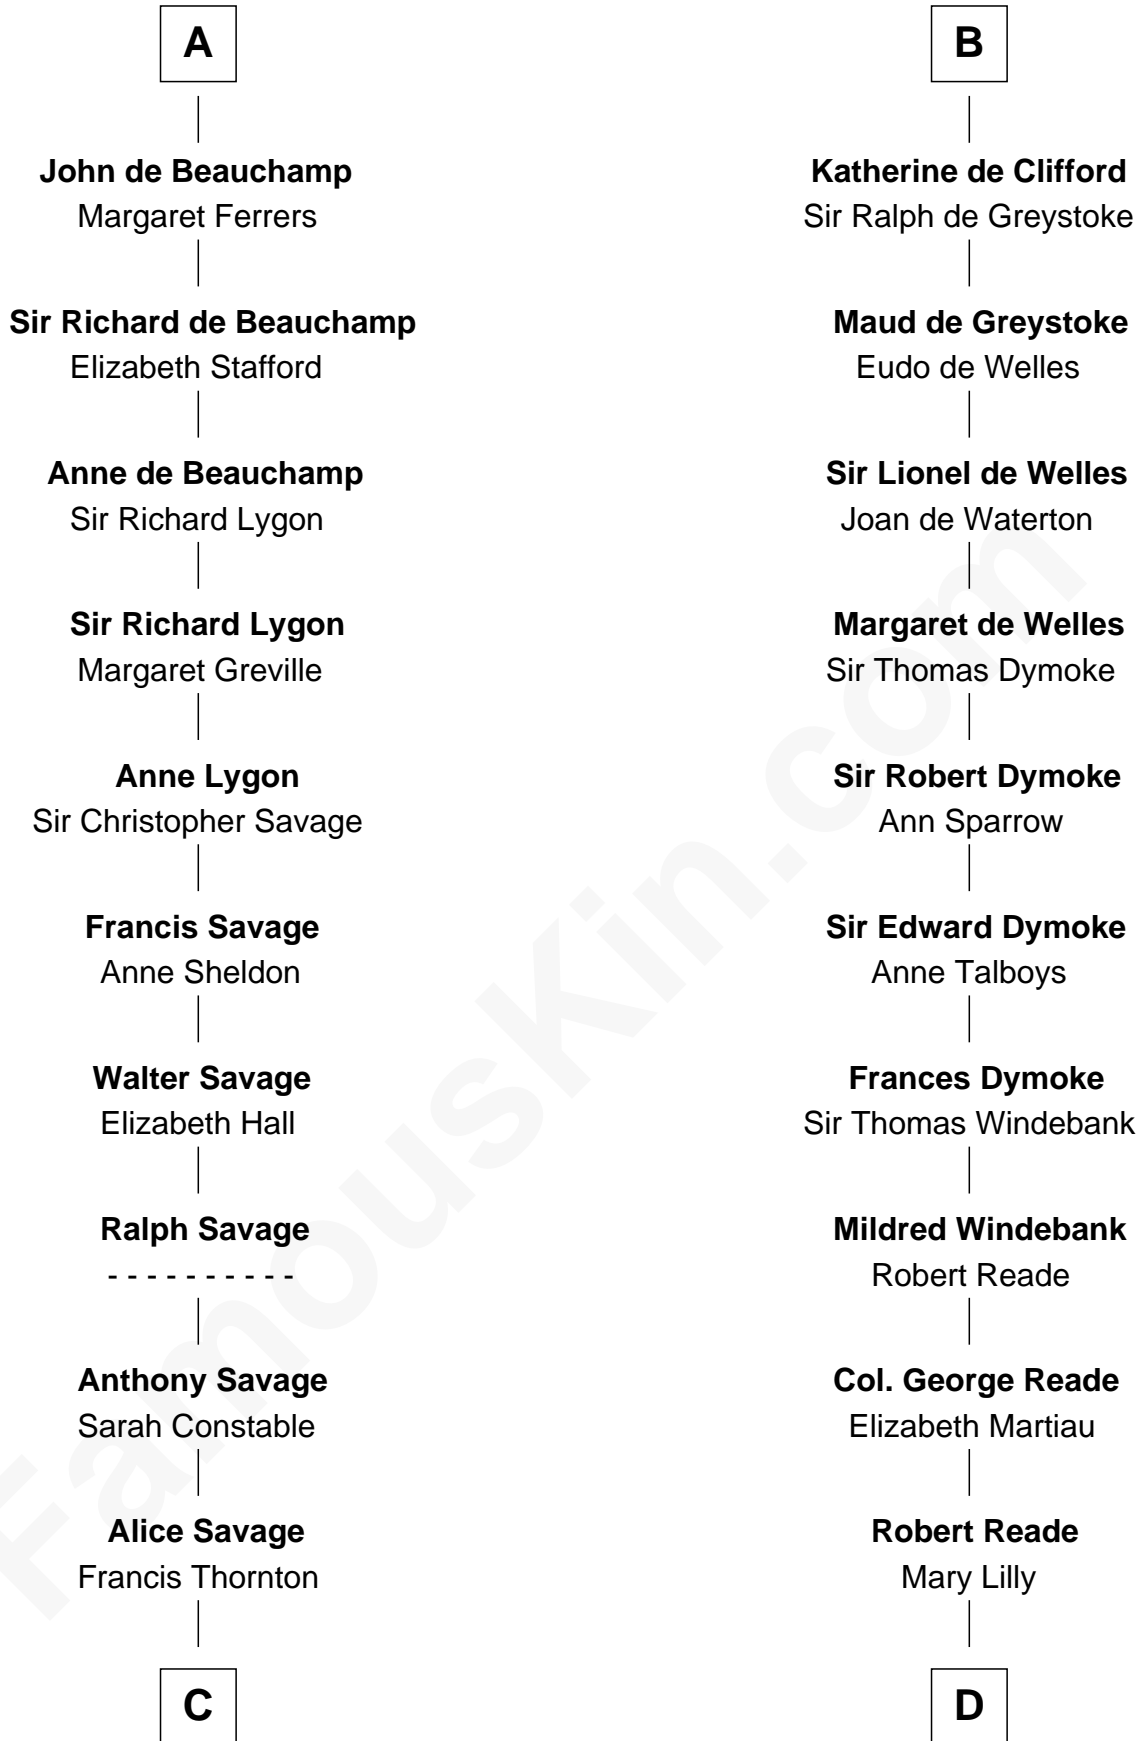 A
John de Beauchamp
Margaret Ferrers
Sir Richard de Beauchamp
Elizabeth Stafford
Anne de Beauchamp
Sir Richard Lygon
Sir Richard Lygon
Margaret Greville
Anne Lygon
Sir Christopher Savage
Francis Savage
Anne Sheldon
Walter Savage
Elizabeth Hall
Ralph Savage
- - - - - - - - - -
Anthony Savage
Sarah Constable
Alice Savage
Francis Thornton
C
B
Katherine de Clifford
Sir Ralph de Greystoke
Maud de Greystoke
Eudo de Welles
Sir Lionel de Welles
Joan de Waterton
Margaret de Welles
Sir Thomas Dymoke
Sir Robert Dymoke
Ann Sparrow
Sir Edward Dymoke
Anne Talboys
Frances Dymoke
Sir Thomas Windebank
Mildred Windebank
Robert Reade
Col. George Reade
Elizabeth Martiau
Robert Reade
Mary Lilly
D
FamousKin.com